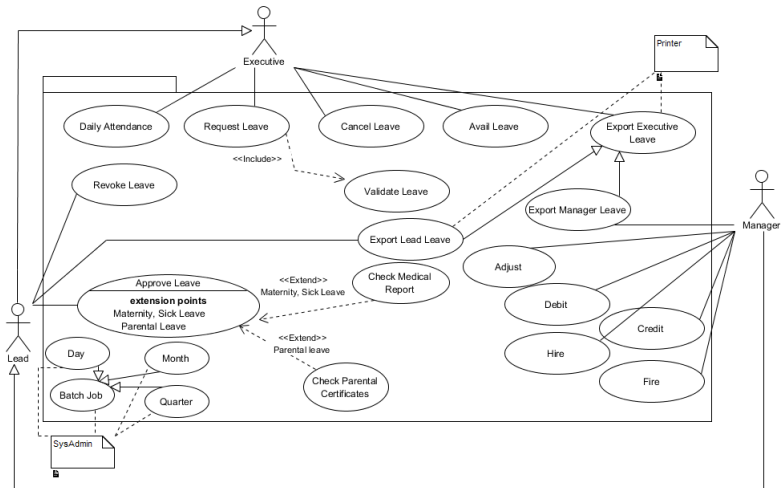 Printer
Executive
Daily Attendance
Request Leave
Cancel Leave
Avail Leave
Export Executive
Leave
<<Include>>
Revoke Leave
Validate Leave
Export Manager Leave
Manager
Export Lead Leave
Adjust
Check Medical
Report
<<Extend>>
Maternity, Sick Leave
Approve Leave
extension points
Maternity, Sick Leave
Parental Leave
Debit
Credit
<<Extend>>
Parental leave
Lead
Day
Month
Hire
Check Parental
Certificates
Fire
Batch Job
Quarter
SysAdmin